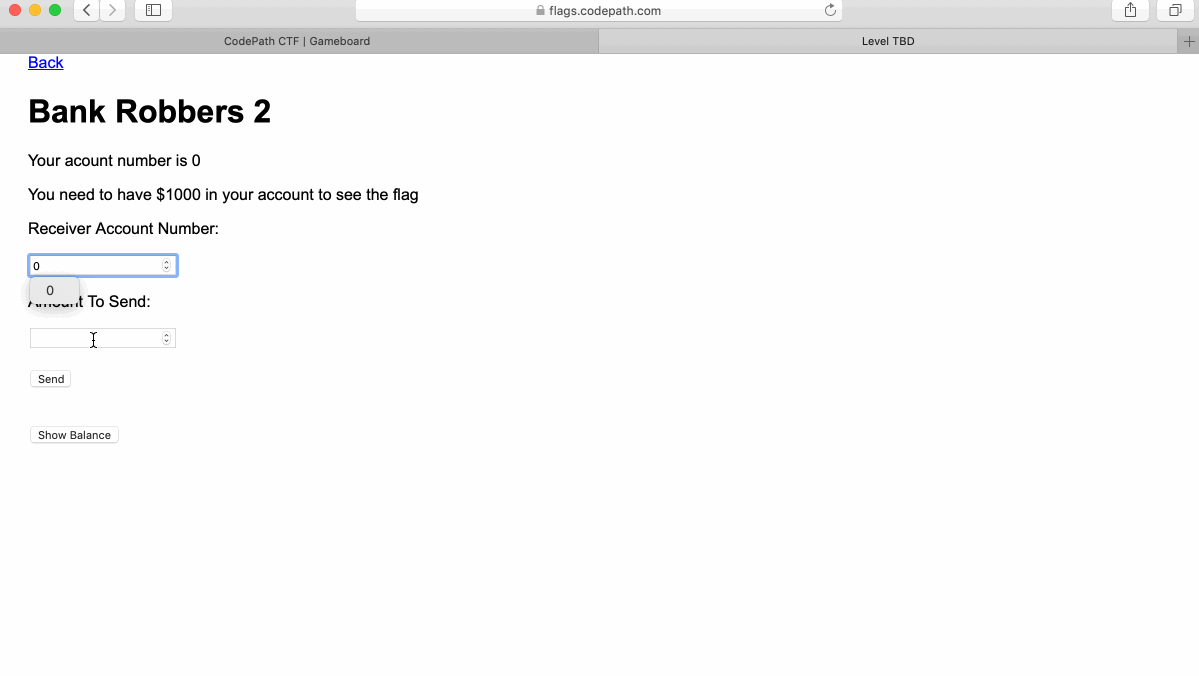 flags.codepath.com
CodePath CTF | Gameboard
Level TBD
Back
Bank Robbers 2
Your acount number is 0
You need to have $1000 in your account to see the flag
Receiver Account Number:
0
0
Amount To Send:
Send
Show Balance